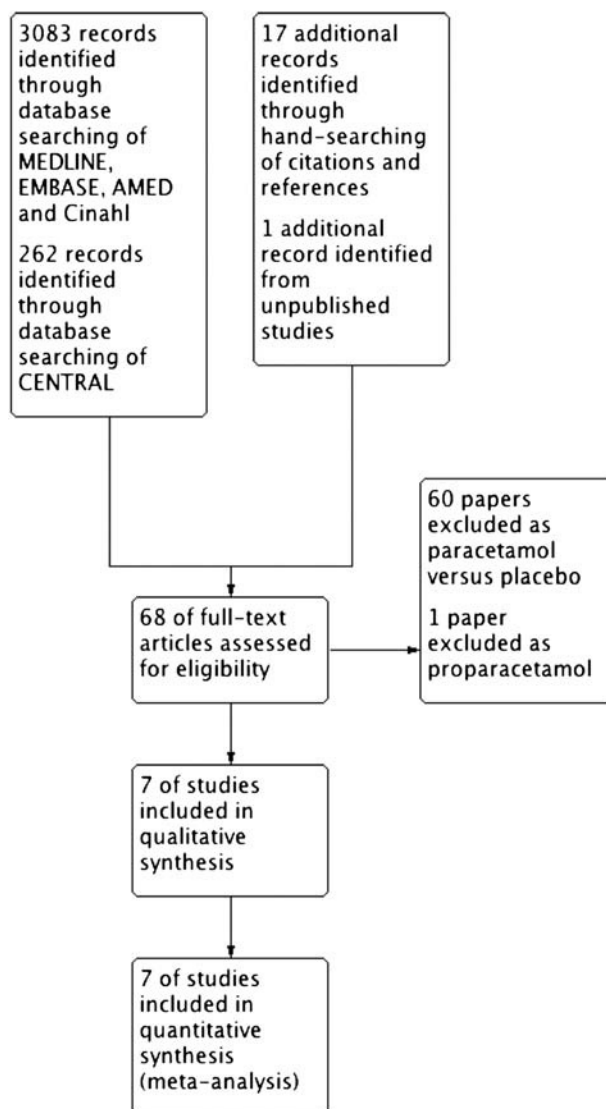 3083 records
identified
through
database
searching of
MEDLINE,
EMBASE, AMED
and Cinahl
262 records
identified
through
database
searching of
CENTRAL
17 additional
records
identified
through
hand-searching
of citations and
references
1 additional
record identified
from
unpublished
studies
60 papers
excluded as
paracetamol
versus placebo
1 paper
excluded as
proparacetamol
68 of full-text
articles assessed
for eligibility
7 of studies
included in
qualitative
synthesis
7 of studies
included in
quantitative
synthesis
(meta-analysis)